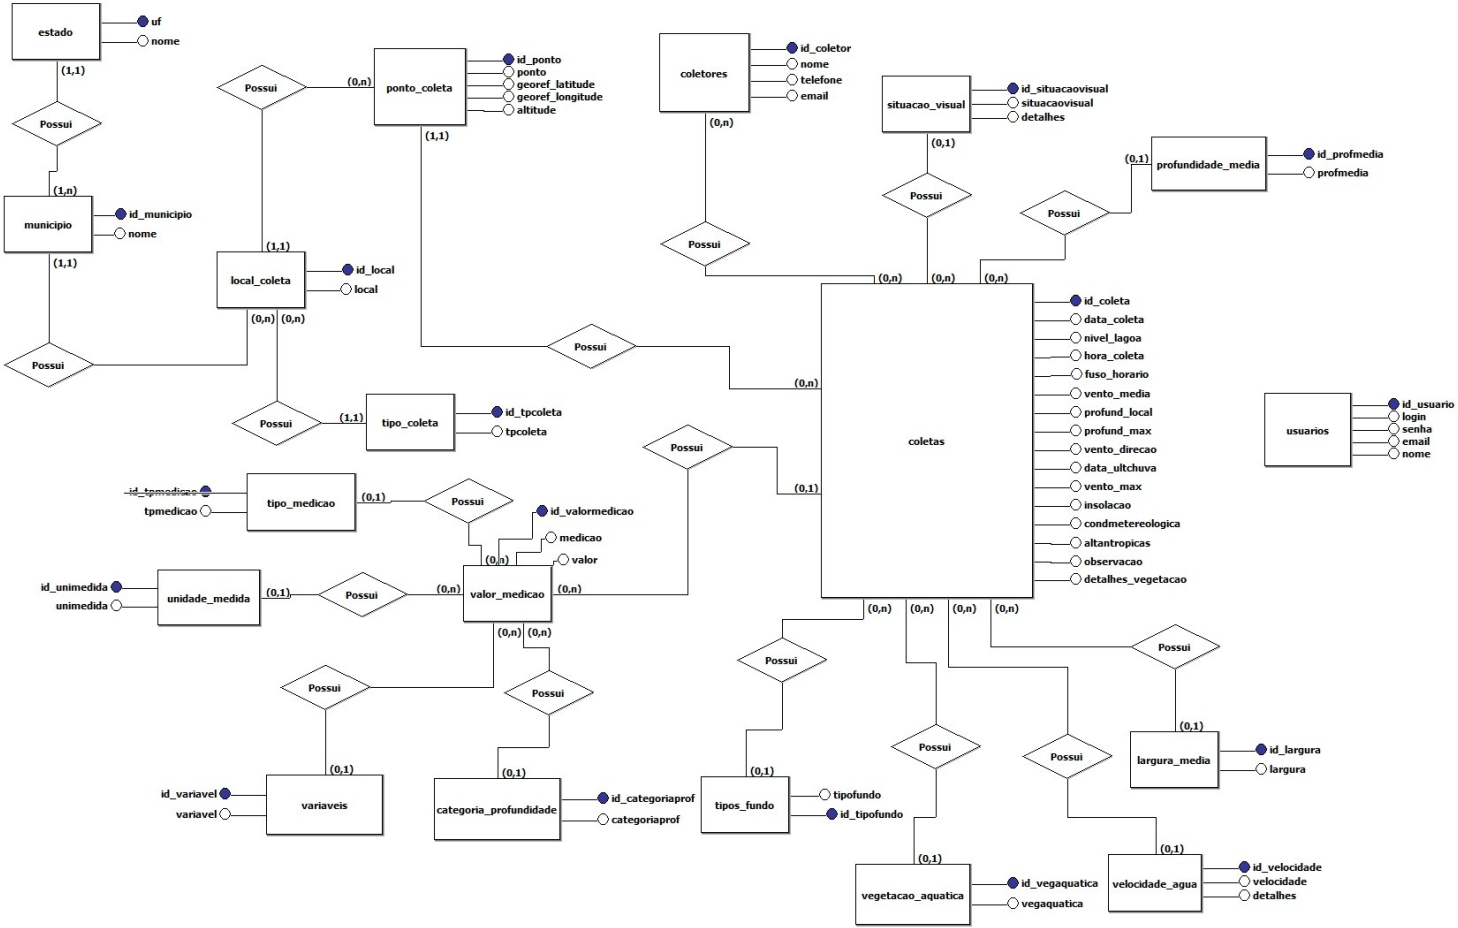 estado
uf
nome
(1,1)
Possui
(1,n)
municipio
id_municipio
nome
(1,1)
Possui
Possui
(0,n)
ponto_coleta
id_ponto
ponto
georef_latitude
georef_longitude
altitude
(1,1)
(1,1)
local_coleta
id_local
local
(0,n)
(0,n)
Possui
(1,1)
tipo_coleta
id_tpcoleta
tpcoleta
Possui
(0,n)
coletores
id_coletor
nome
telefone
email
(0,n)
Possui
(0,n)
situacao_visual
id_situacaovisual
situacaovisual
detalhes
(0,1)
Possui
(0,n)
profundidade_media
id_profmedia
profmedia
(0,1)
Possui
(0,n)
coletas
id_coleta
data_coleta
nivel_lagoa
hora_coleta
fuso_horario
vento_media
profund_local
profund_max
vento_direcao
data_ultchuva
vento_max
insolacao
condmetereologica
altantropicas
observacao
detalhes_vegetacao
usuarios
id_usuario
login
senha
email
nome
Possui
(0,1)
id_tpmedicao
tpmedicao
tipo_medicao
(0,1)
Possui
(0,n)
id_valormedicao
medicao
valor
id_unimedida
unimedida
unidade_medida
(0,1)
Possui
(0,n)
valor_medicao
(0,n)
(0,n)
(0,n)
Possui
(0,1)
id_variavel
variavel
variaveis
Possui
(0,1)
categoria_profundidade
id_categoriaprof
categoriaprof
(0,n)
(0,n)
(0,n)
(0,n)
Possui
(0,1)
tipos_fundo
tipofundo
id_tipofundo
Possui
(0,1)
vegetacao_aquatica
id_vegaquatica
vegaquatica
Possui
(0,1)
velocidade_agua
id_velocidade
velocidade
detalhes
Possui
(0,1)
largura_media
id_largura
largura